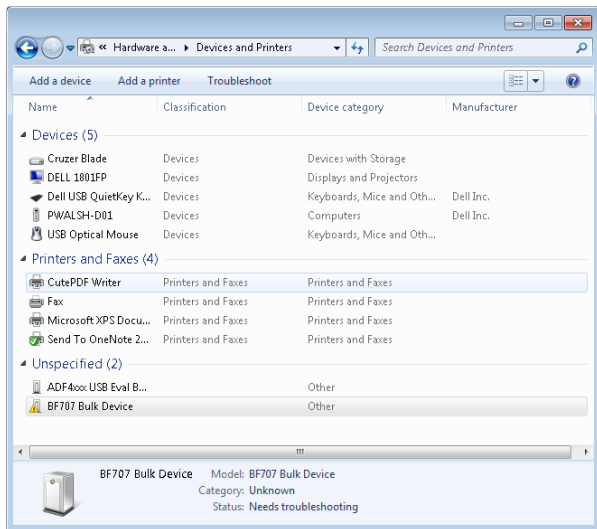 « Hardware a... ▸ Devices and Printers Search Devices and Printers
Add a device Add a printer Troubleshoot
Name Classification Device category Manufacturer
Devices (5)
Cruzer Blade Devices Devices with Storage
DELL 1801FP Devices Displays and Projectors
Dell USB QuietKey K... Devices Keyboards, Mice and Oth... Dell Inc.
PWALSH-D01 Devices Computers Dell Inc.
USB Optical Mouse Devices Keyboards, Mice and Oth...
Printers and Faxes (4)
CutePDF Writer Printers and Faxes Printers and Faxes
Fax Printers and Faxes Printers and Faxes
Microsoft XPS Docu... Printers and Faxes Printers and Faxes
Send To OneNote 2... Printers and Faxes Printers and Faxes
Unspecified (2)
ADF4xxx USB Eval B... Other
BF707 Bulk Device Other
BF707 Bulk Device Model: BF707 Bulk Device
Category: Unknown
Status: Needs troubleshooting